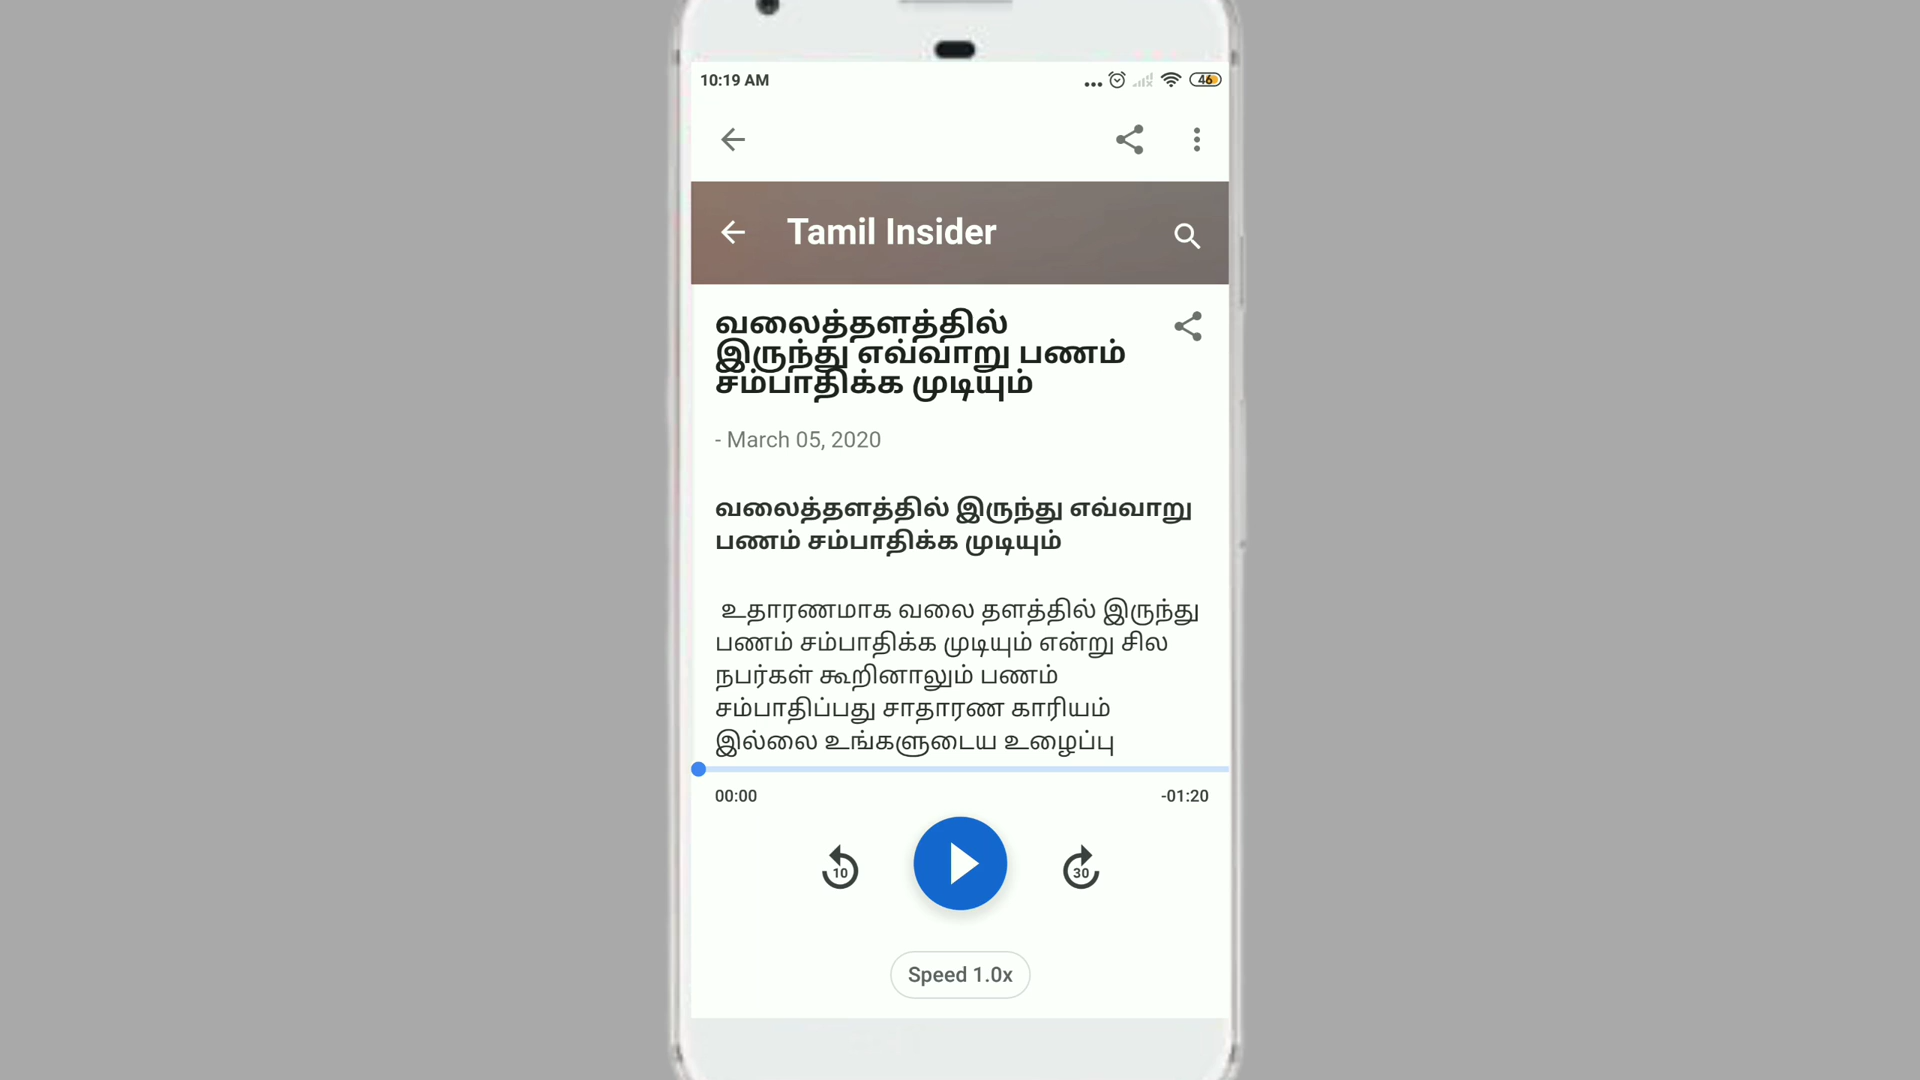 10:19 AM
46
Tamil Insider
வலைத்தளத்தில்
இருந்து எவ்வாறு பணம்
சம்பாதிக்க முடியும்
- March 05, 2020
வலைத்தளத்தில் இருந்து எவ்வாறு
பணம் சம்பாதிக்க முடியும்
உதாரணமாக வலை தளத்தில் இருந்து
பணம் சம்பாதிக்க முடியும் என்று சில
நபர்கள் கூறினாலும் பணம்
சம்பாதிப்பது சாதாரண காரியம்
இல்லை உங்களுடைய உழைப்பு
00:00
-01:20
10
30
Speed 1.0x